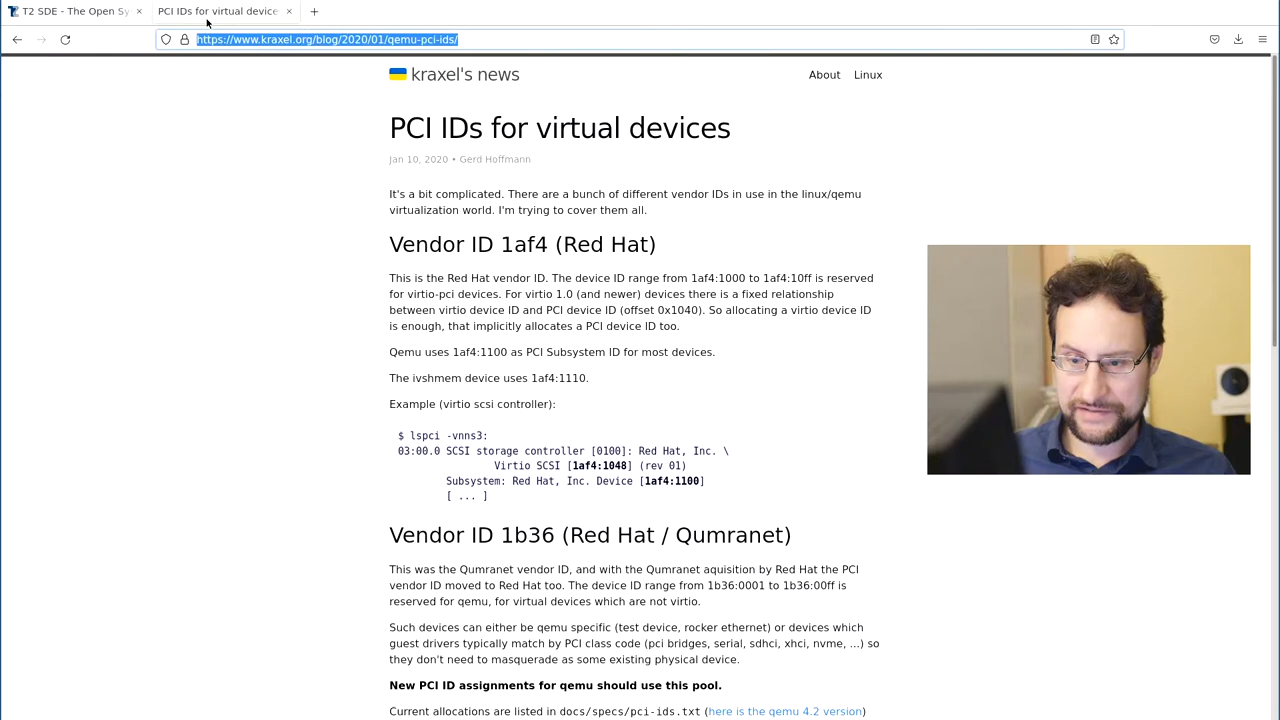 T2 SDE - The Open Sy
PCI IDs for virtual device
https://www.kraxel.org/blog/2020/01/qemu-pci-ids/
kraxel's news
About Linux
PCI IDs for virtual devices
Jan 10, 2020 • Gerd Hoffmann
It's a bit complicated. There are a bunch of different vendor IDs in use in the linux/qemu
virtualization world. I'm trying to cover them all.
Vendor ID 1af4 (Red Hat)
This is the Red Hat vendor ID. The device ID range from 1af4:1000 to 1af4:10ff is reserved
for virtio-pci devices. For virtio 1.0 (and newer) devices there is a fixed relationship
between virtio device ID and PCI device ID (offset 0x1040). So allocating a virtio device ID
is enough, that implicitly allocates a PCI device ID too.
Qemu uses 1af4:1100 as PCI Subsystem ID for most devices.
The ivshmem device uses 1af4:1110.
Example (virtio scsi controller):
$ lspci -vnns3:
03:00.0 SCSI storage controller [0100]: Red Hat, Inc. \
Virtio SCSI [1af4:1048] (rev 01)
Subsystem: Red Hat, Inc. Device [1af4:1100]
[ ... ]
Vendor ID 1b36 (Red Hat / Qumranet)
This was the Qumranet vendor ID, and with the Qumranet aquisition by Red Hat the PCI
vendor ID moved to Red Hat too. The device ID range from 1b36:0001 to 1b36:00ff is
reserved for qemu, for virtual devices which are not virtio.
Such devices can either be qemu specific (test device, rocker ethernet) or devices which
guest drivers typically match by PCI class code (pci bridges, serial, sdhci, xhci, nvme, ...) so
they don't need to masquerade as some existing physical device.
New PCI ID assignments for qemu should use this pool.
Current allocations are listed in docs/specs/pci-ids.txt (here is the qemu 4.2 version)